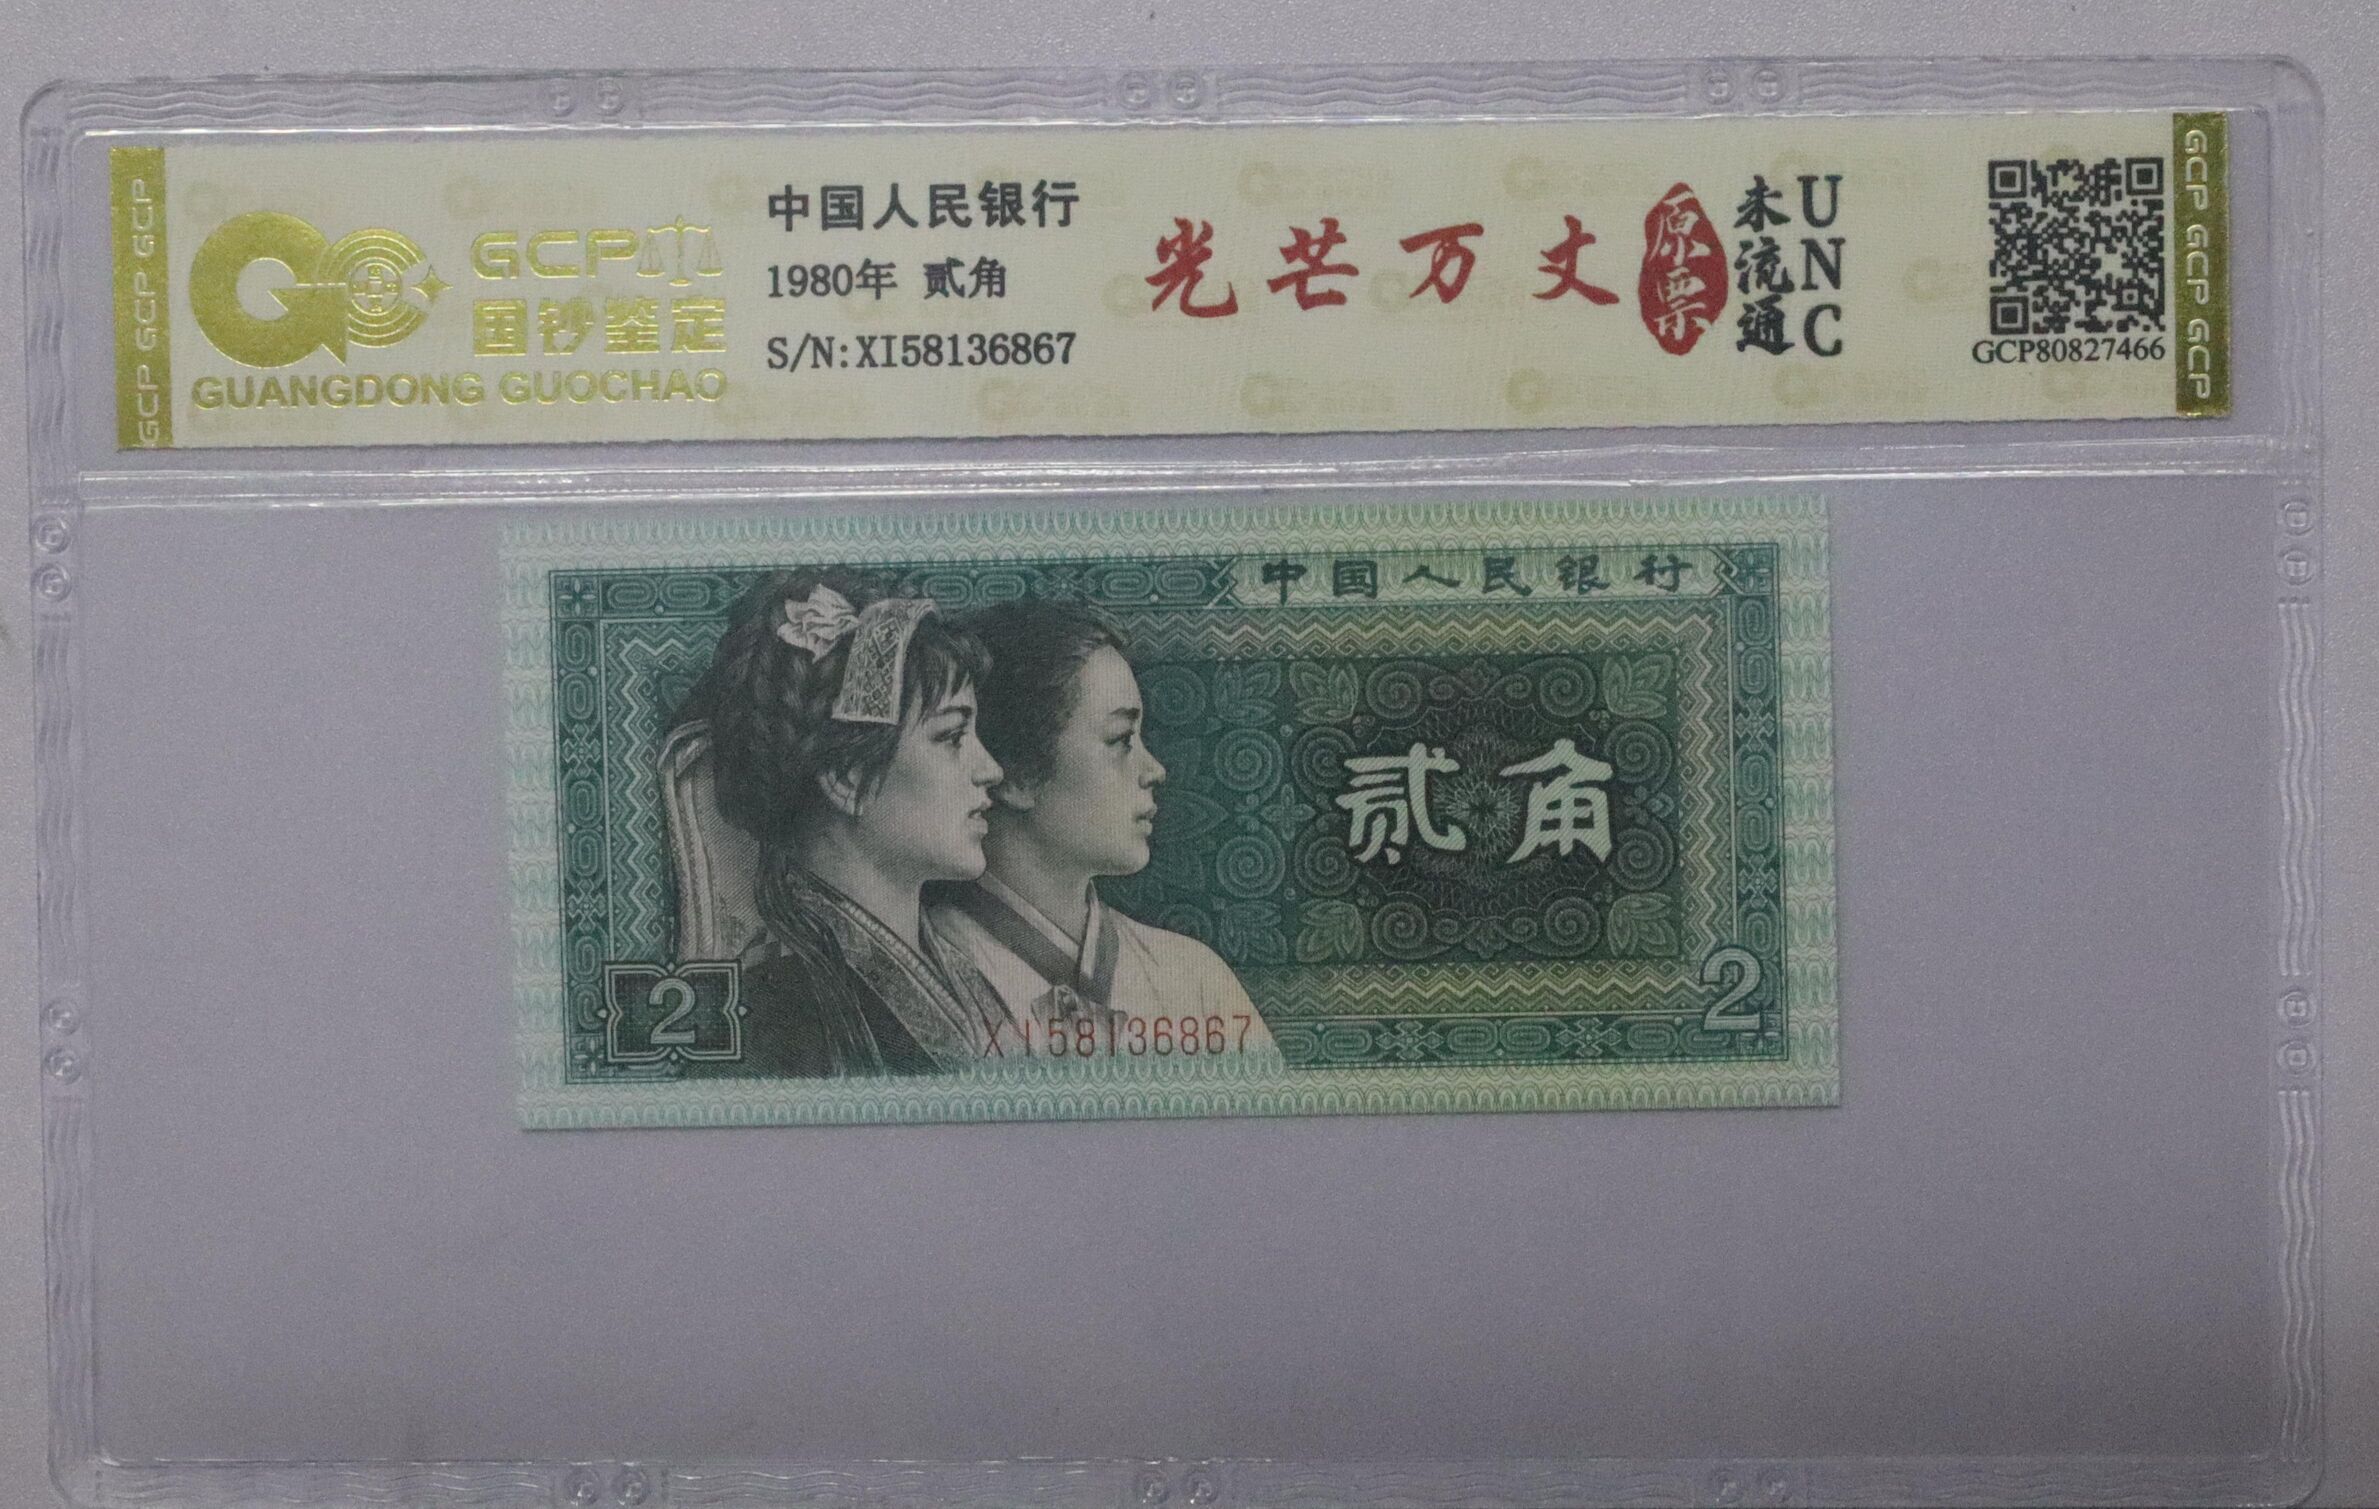 GCP GCP GCP
GCP
国钞鉴定
GUANGDONG GUOCHAO
中国人民银行
1980年 贰角
S/N:XI58136867
光芒万丈
原票
未流通
UNC
GCP80827466
GCP GCP GCP
中国人民银行
贰角
2
2
XI58136867